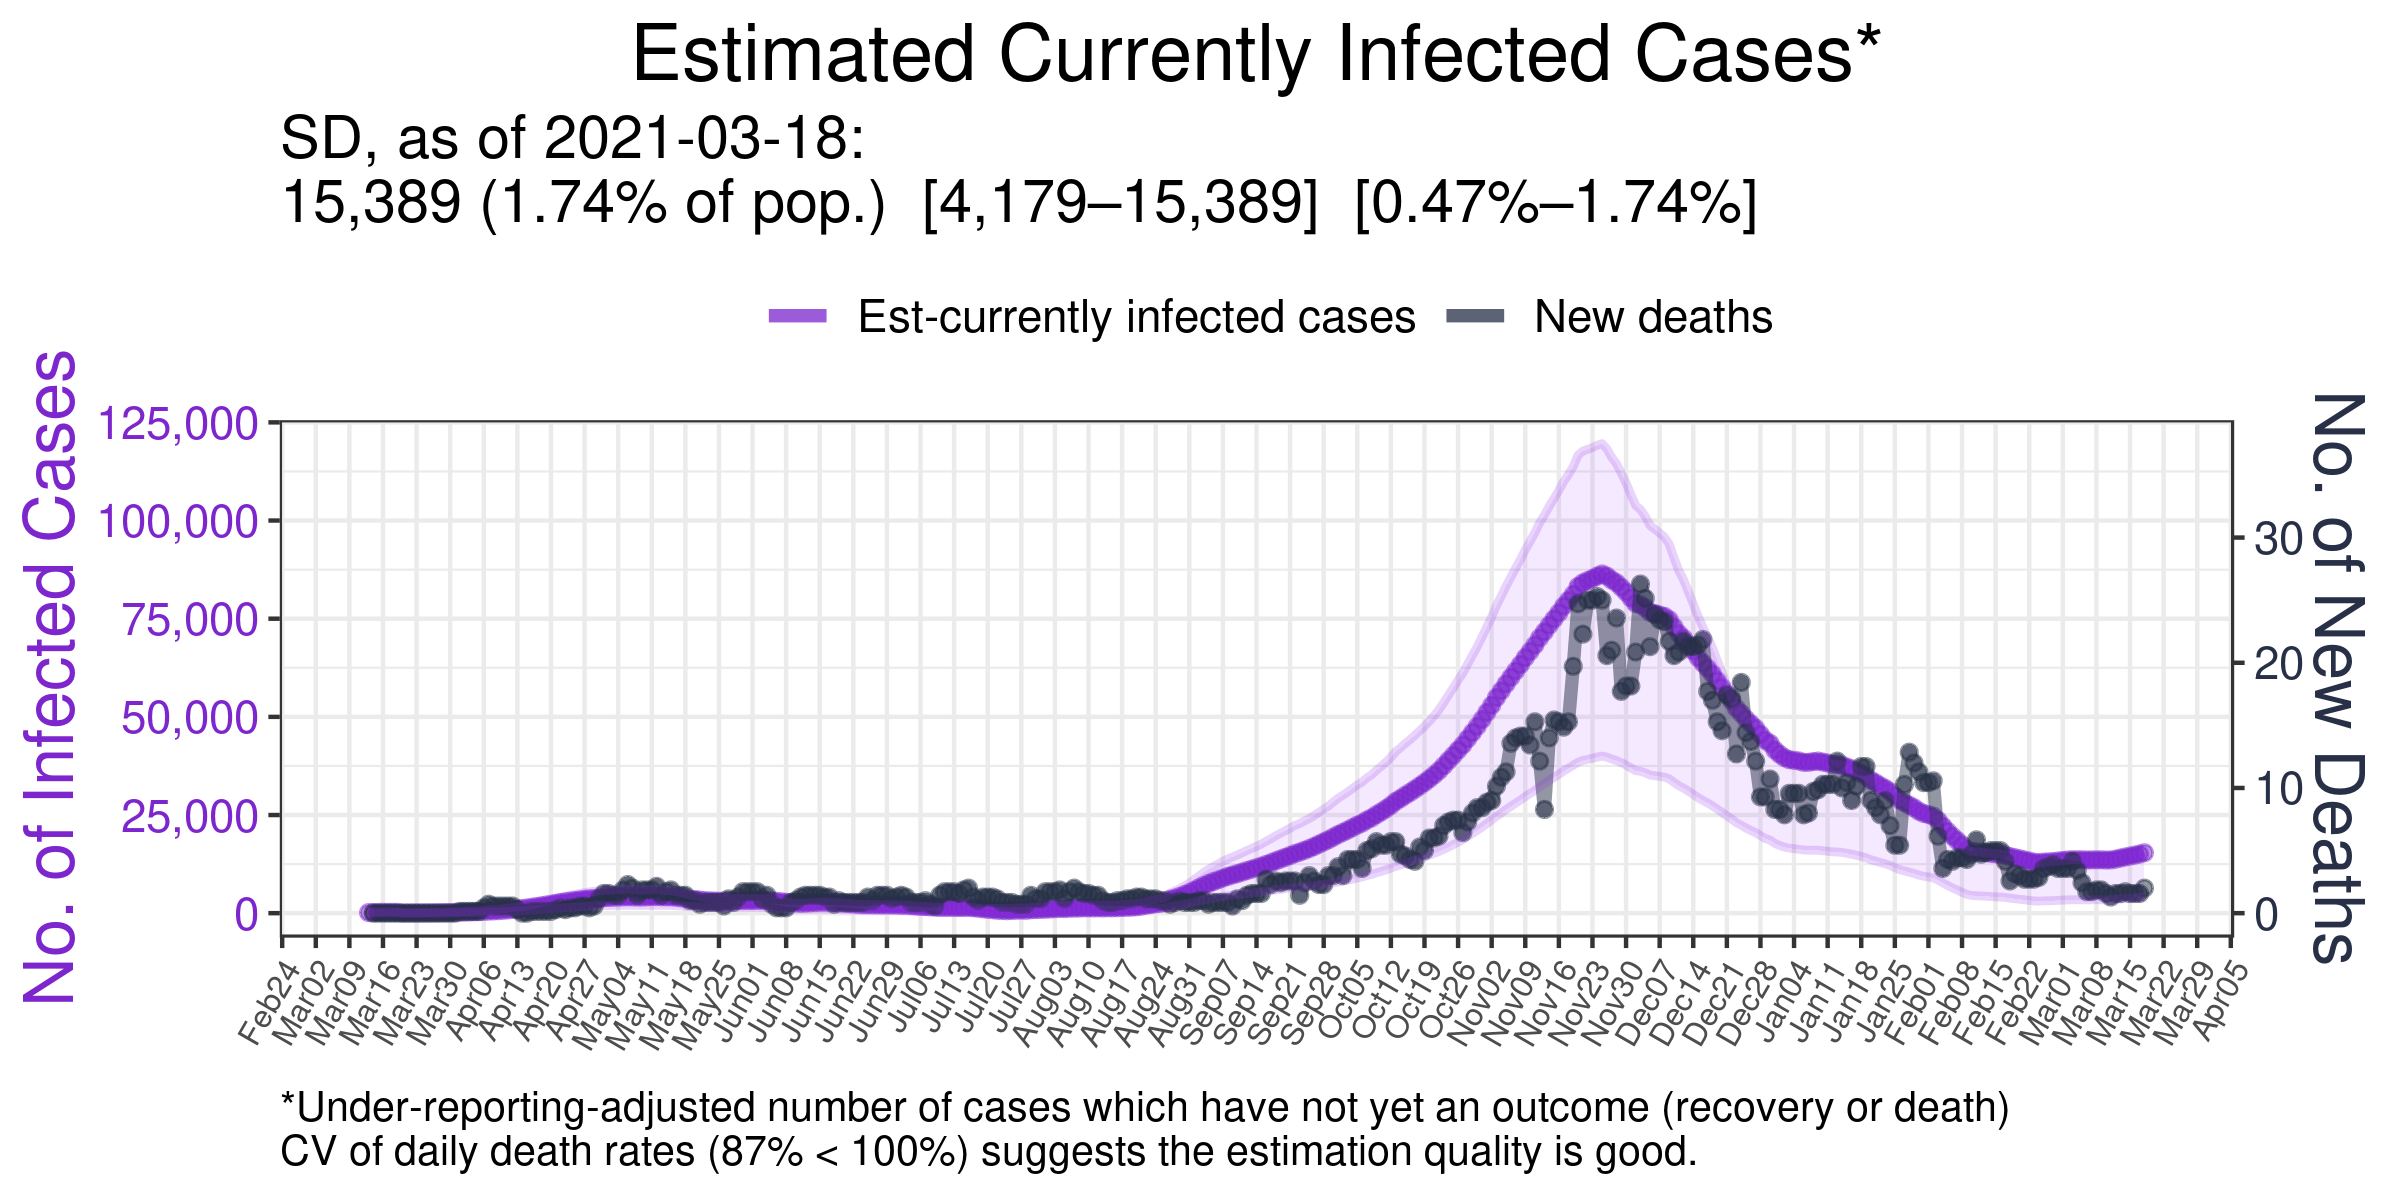 Estimated Currently Infected Cases*
SD, as of 2021-03-18:
15,389 (1.74% of pop.) [4,179–15,389] [0.47%–1.74%]
Est-currently infected cases New deaths
No. of Infected Cases
125,000
100,000
75,000
50,000
25,000
0
No. of New Deaths
30
20
10
0
Feb24 Mar02 Mar09 Mar16 Mar23 Mar30 Apr06 Apr13 Apr20 Apr27 May04 May11 May18 May25 Jun01 Jun08 Jun15 Jun22 Jun29 Jul06 Jul13 Jul20 Jul27 Aug03 Aug10 Aug17 Aug24 Aug31 Sep07 Sep14 Sep21 Sep28 Oct05 Oct12 Oct19 Oct26 Nov02 Nov09 Nov16 Nov23 Nov30 Dec07 Dec14 Dec21 Dec28 Jan04 Jan11 Jan18 Jan25 Feb01 Feb08 Feb15 Feb22 Mar01 Mar08 Mar15 Mar22 Mar29 Apr05
*Under-reporting-adjusted number of cases which have not yet an outcome (recovery or death)
CV of daily death rates (87% < 100%) suggests the estimation quality is good.